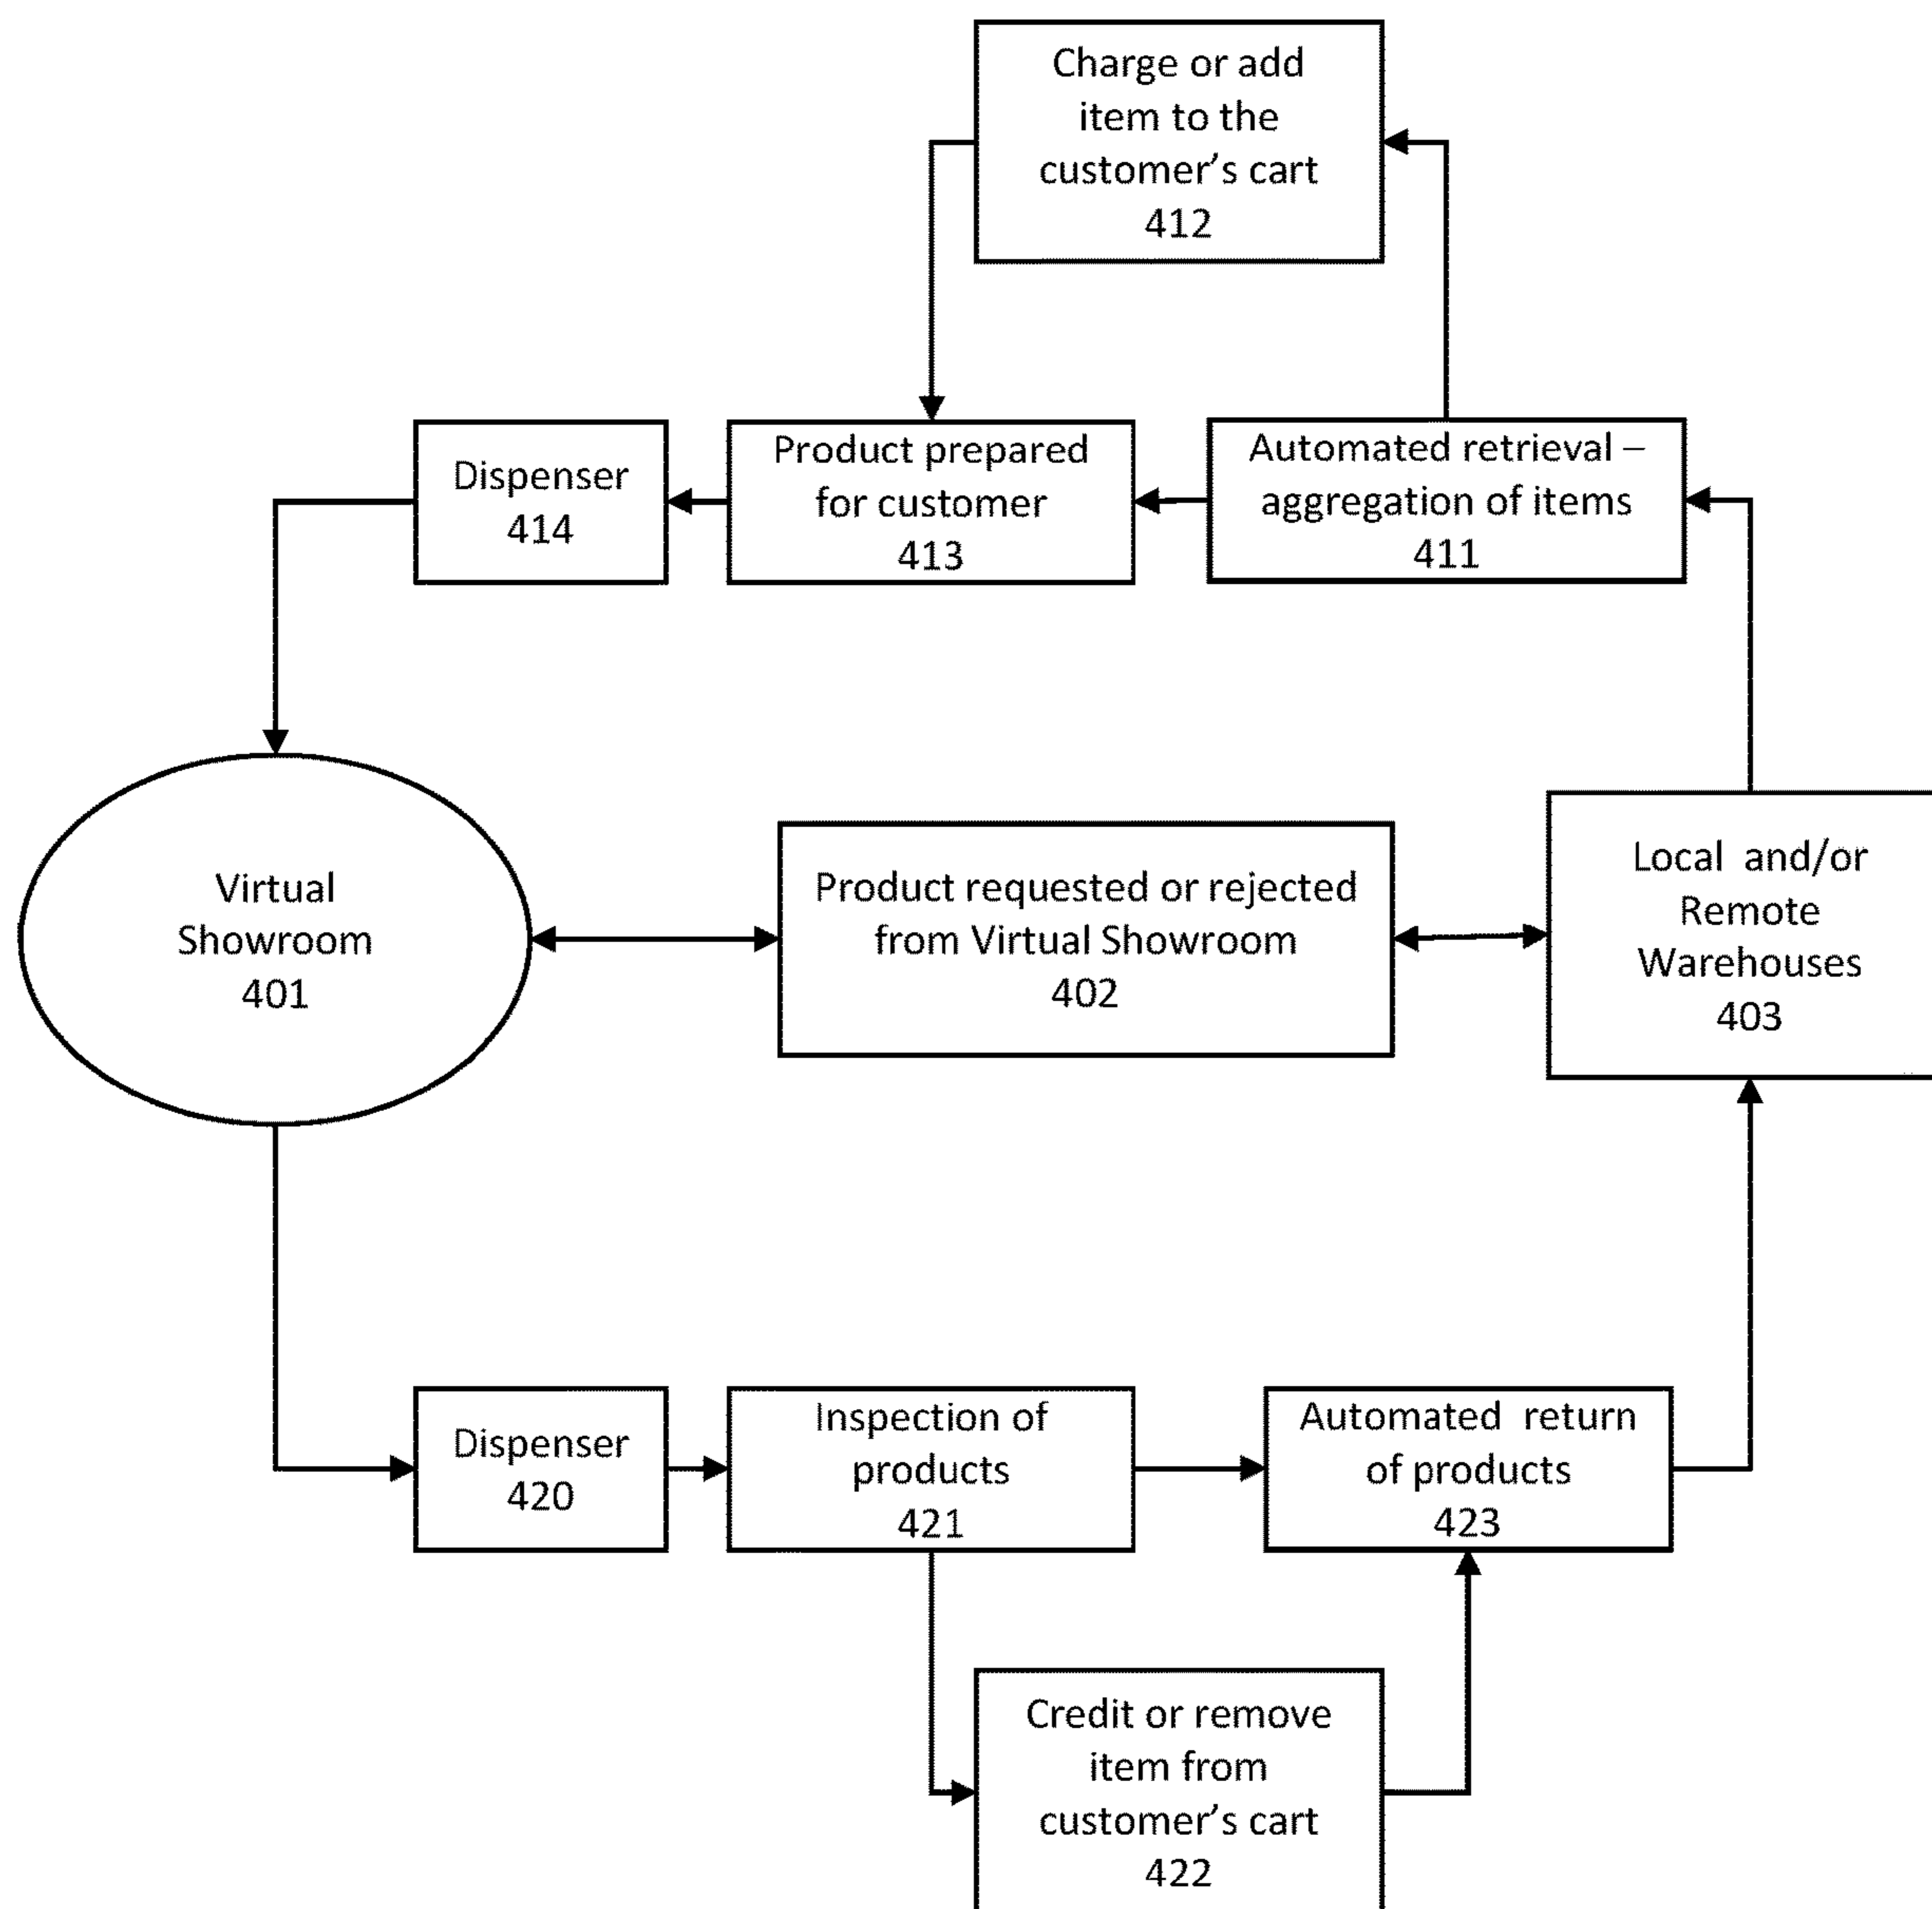 Charge or add
item to the
customer’s cart
412
Dispenser
414
Product prepared
for customer
413
Automated retrieval –
aggregation of items
411
Virtual
Showroom
401
Product requested or rejected
from Virtual Showroom
402
Local and/or
Remote
Warehouses
403
Dispenser
420
Inspection of
products
421
Automated return
of products
423
Credit or remove
item from
customer’s cart
422